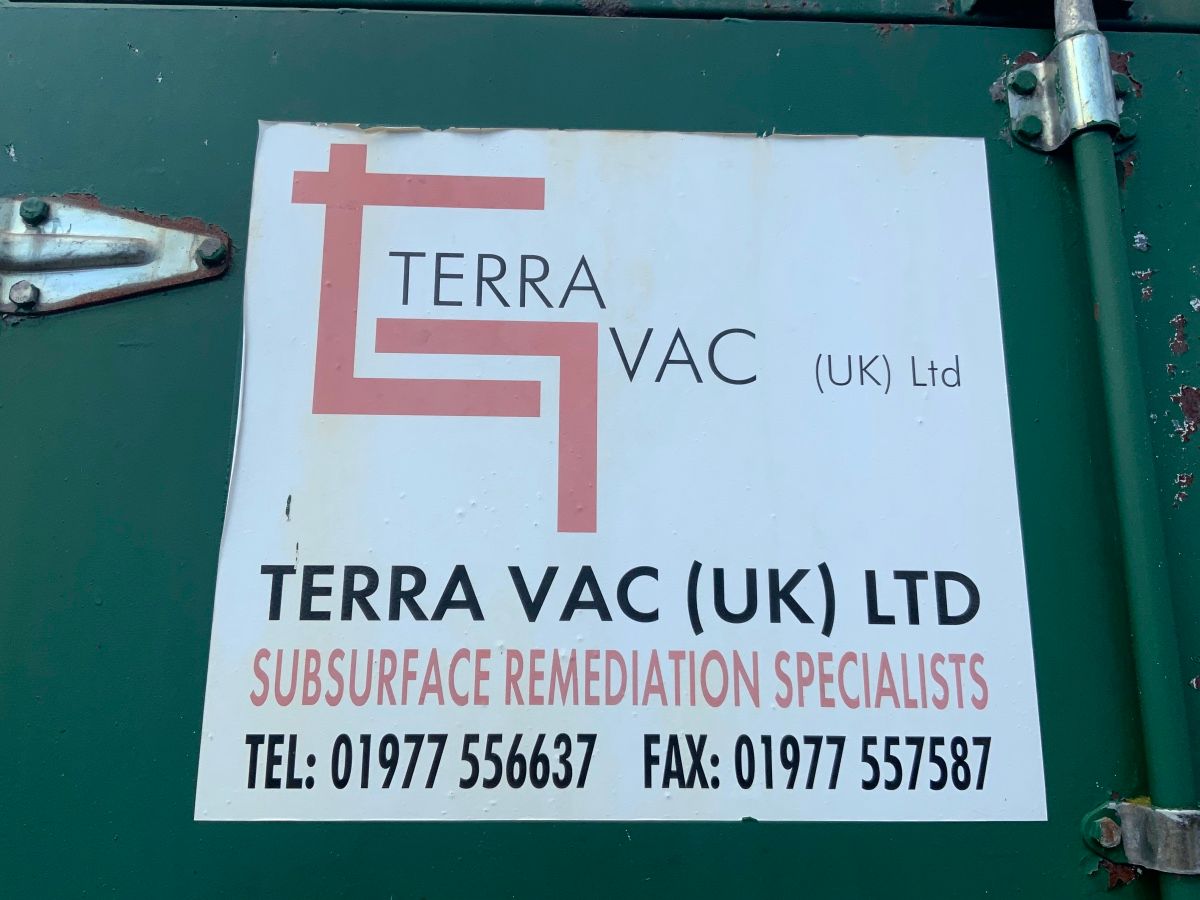 TERRA
VAC (UK) Ltd
TERRA VAC (UK) LTD
SUBSURFACE REMEDIATION SPECIALISTS
TEL: 01977 556637 FAX: 01977 557587